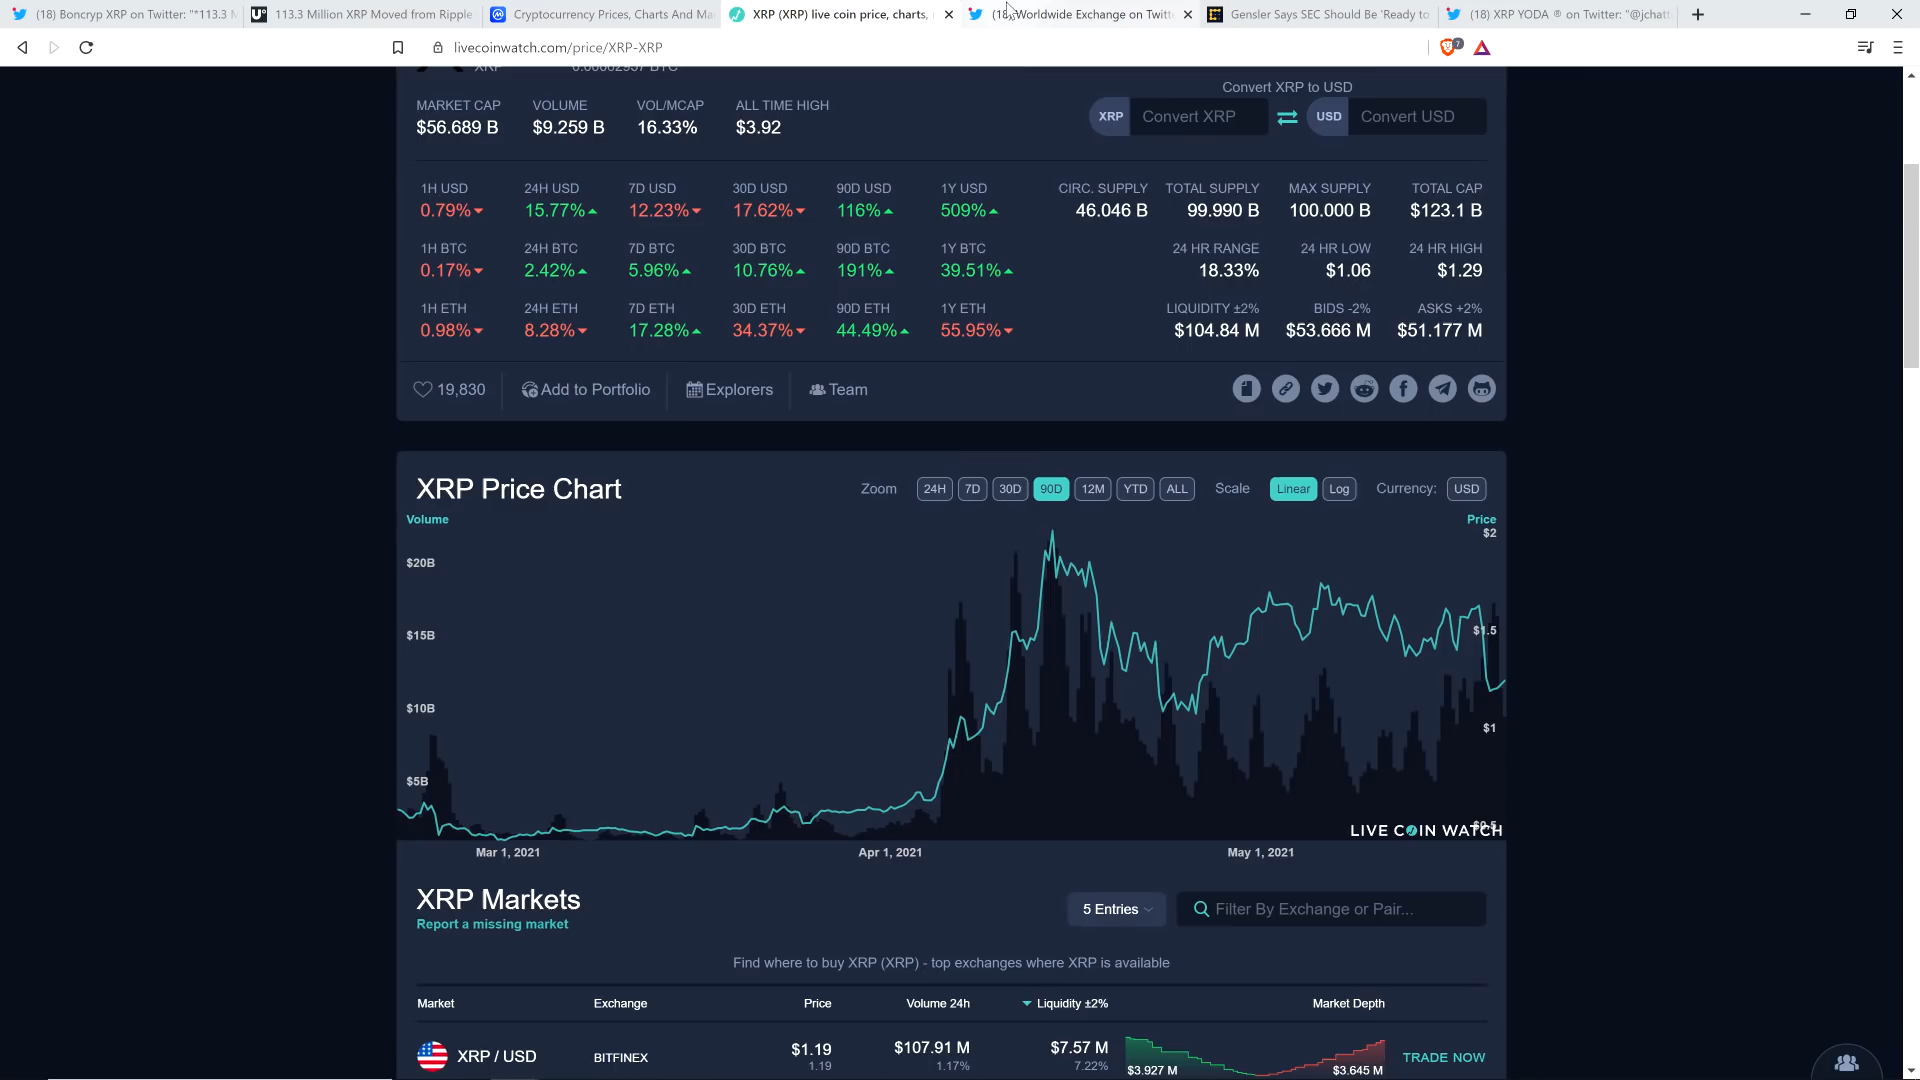 (18) Boncryp XRP on Twitter: "*113.3 M
113.3 Million XRP Moved from Ripple
Cryptocurrency Prices, Charts And Ma
XRP (XRP) live coin price, charts,
(18) Worldwide Exchange on Twitt
Gensler Says SEC Should Be 'Ready to
(18) XRP YODA ® on Twitter: "@jchatt
livecoinwatch.com/price/XRP-XRP
7
Convert XRP to USD
MARKET CAP VOLUME VOL/MCAP ALL TIME HIGH
$56.689 B $9.259 B 16.33% $3.92
XRP Convert XRP USD Convert USD
1H USD 24H USD 7D USD 30D USD 90D USD 1Y USD CIRC. SUPPLY TOTAL SUPPLY MAX SUPPLY TOTAL CAP
0.79% 15.77% 12.23% 17.62% 116% 509% 46.046 B 99.990 B 100.000 B $123.1 B
1H BTC 24H BTC 7D BTC 30D BTC 90D BTC 1Y BTC 24 HR RANGE 24 HR LOW 24 HR HIGH
0.17% 2.42% 5.96% 10.76% 191% 39.51% 18.33% $1.06 $1.29
1H ETH 24H ETH 7D ETH 30D ETH 90D ETH 1Y ETH LIQUIDITY ±2% BIDS -2% ASKS +2%
0.98% 8.28% 17.28% 34.37% 44.49% 55.95% $104.84 M $53.666 M $51.177 M
19,830 Add to Portfolio Explorers Team
XRP Price Chart
Zoom 24H 7D 30D 90D 12M YTD ALL Scale Linear Log Currency: USD
Volume Price
$2
$20B
$15B
$1.5
$10B
$1
$5B
$0.5
LIVE COIN WATCH
Mar 1, 2021 Apr 1, 2021 May 1, 2021
XRP Markets
Report a missing market
5 Entries Filter By Exchange or Pair...
Find where to buy XRP (XRP) - top exchanges where XRP is available
Market Exchange Price Volume 24h Liquidity ±2% Market Depth
XRP / USD BITFINEX $1.19 $107.91 M $7.57 M TRADE NOW
1.19 1.17% 7.22% $3.927 M $3.645 M